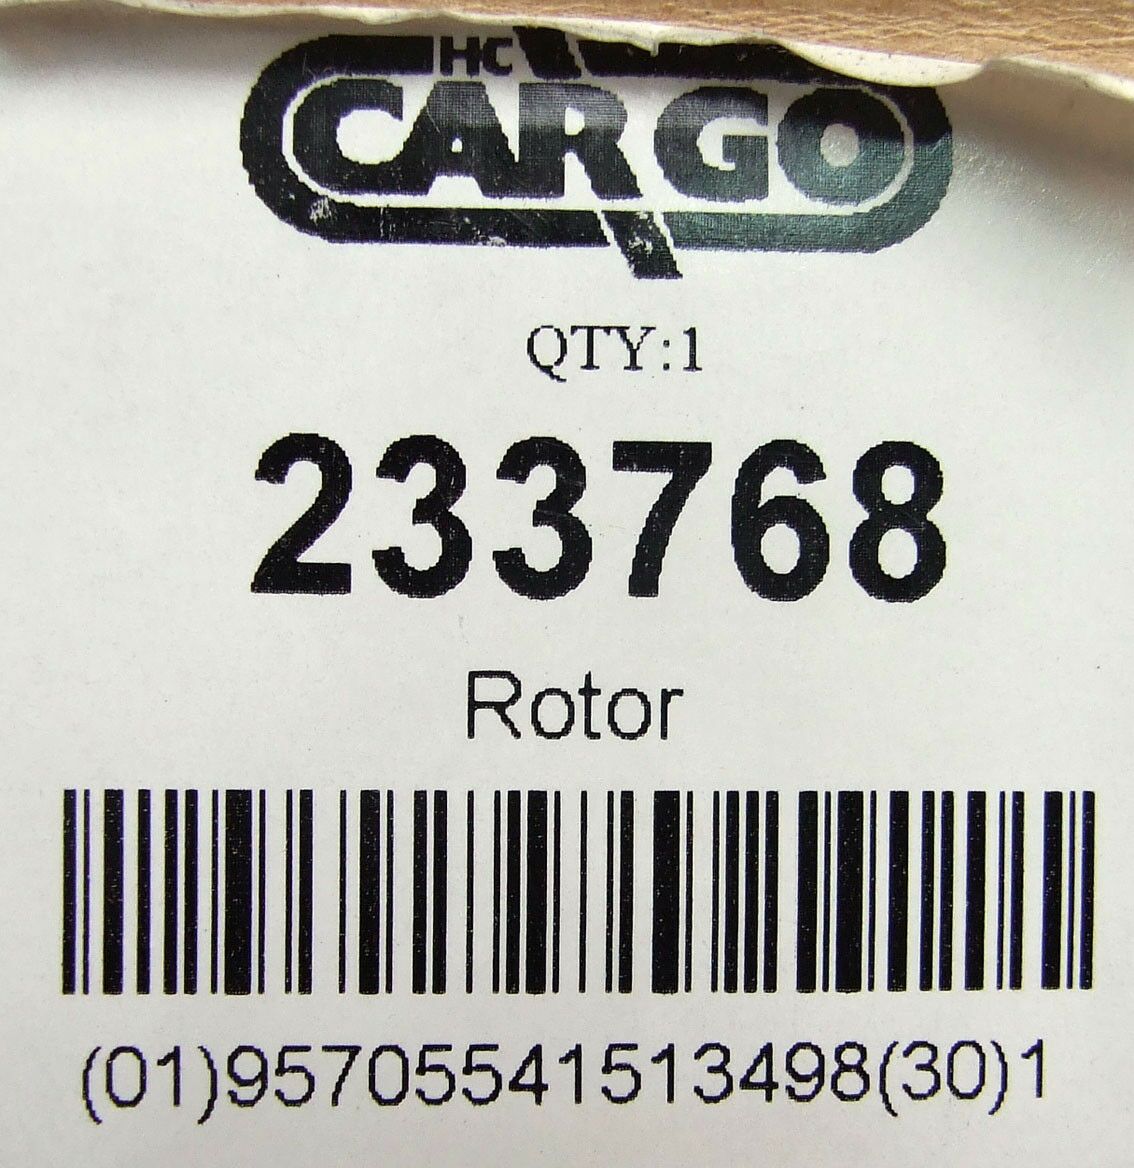 HC
CARGO
QTY:1
233768
Rotor
(01)95705541513498(30)1